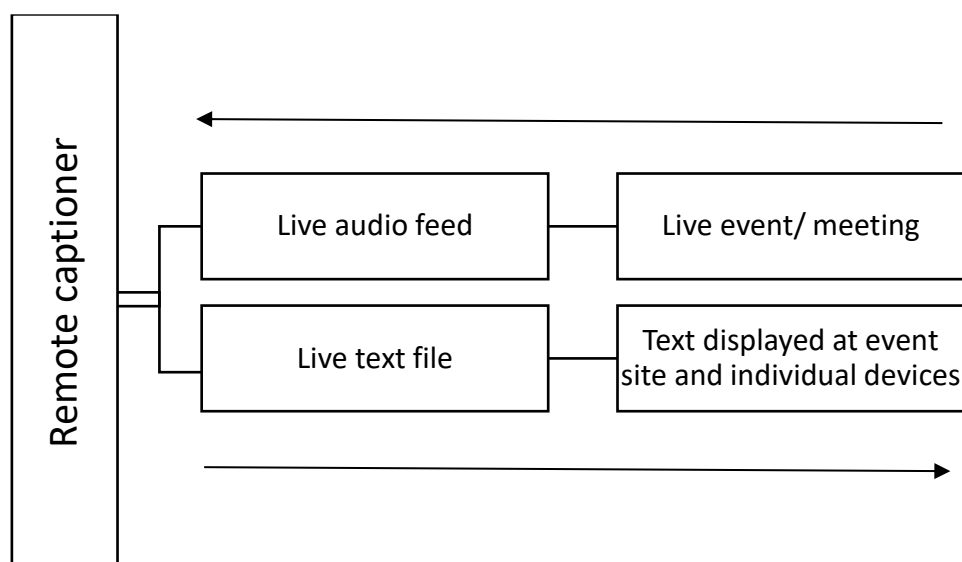 Remote captioner
Live audio feed
Live event/ meeting
Live text file
Text displayed at event
site and individual devices